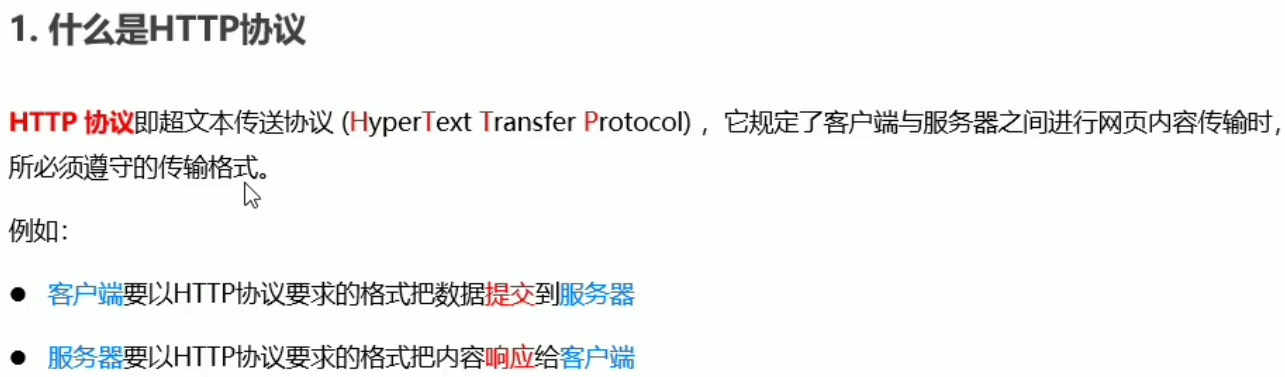 1. 什么是HTTP协议
HTTP 协议即超文本传送协议 (HyperText Transfer Protocol) ，它规定了客户端与服务器之间进行网页内容传输时，
所必须遵守的传输格式。
例如：
● 客户端要以HTTP协议要求的格式把数据提交到服务器
● 服务器要以HTTP协议要求的格式把内容响应给客户端